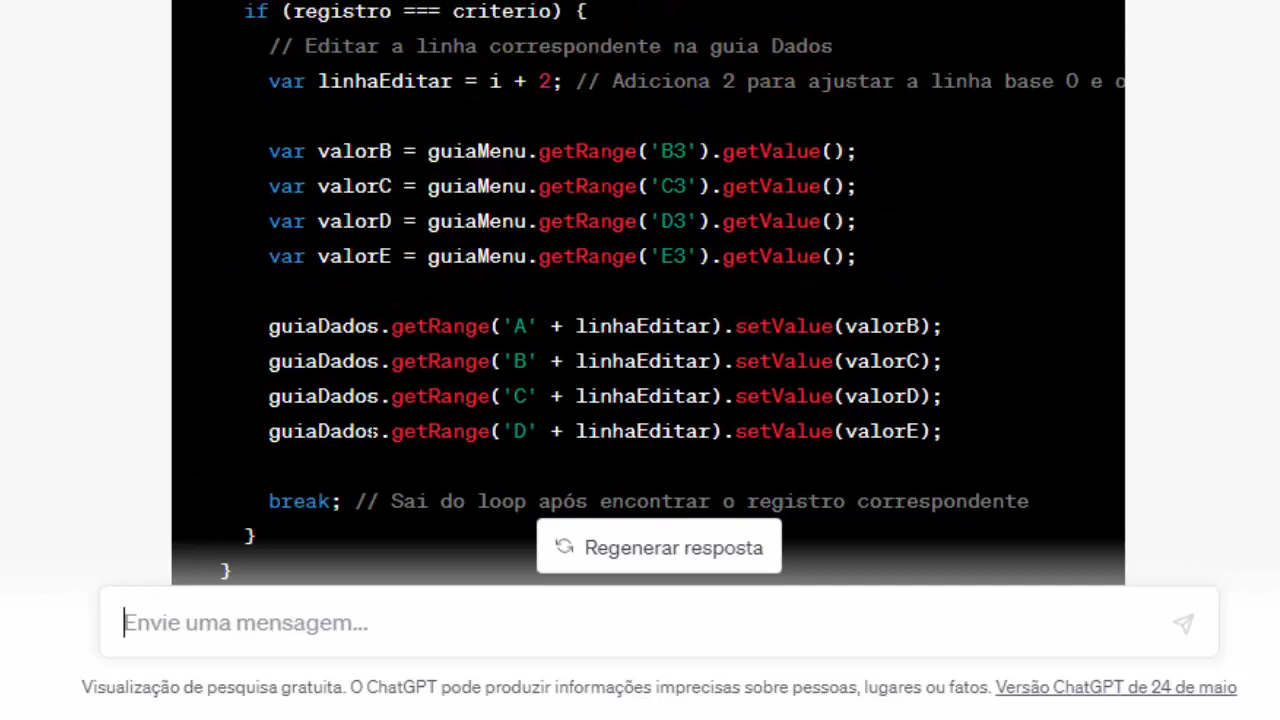 if (registro === criterio) {
// Editar a linha correspondente na guia Dados
var linhaEditar = i + 2; // Adiciona 2 para ajustar a linha base 0 e o
var valorB = guiaMenu.getRange('B3').getValue();
var valorC = guiaMenu.getRange('C3').getValue();
var valorD = guiaMenu.getRange('D3').getValue();
var valorE = guiaMenu.getRange('E3').getValue();
guiaDados.getRange('A' + linhaEditar).setValue(valorB);
guiaDados.getRange('B' + linhaEditar).setValue(valorC);
guiaDados.getRange('C' + linhaEditar).setValue(valorD);
guiaDados.getRange('D' + linhaEditar).setValue(valorE);
break; // Sai do loop após encontrar o registro correspondente
}
Regenerar resposta
}
Envie uma mensagem...
Visualização de pesquisa gratuita. O ChatGPT pode produzir informações imprecisas sobre pessoas, lugares ou fatos. Versão ChatGPT de 24 de maio